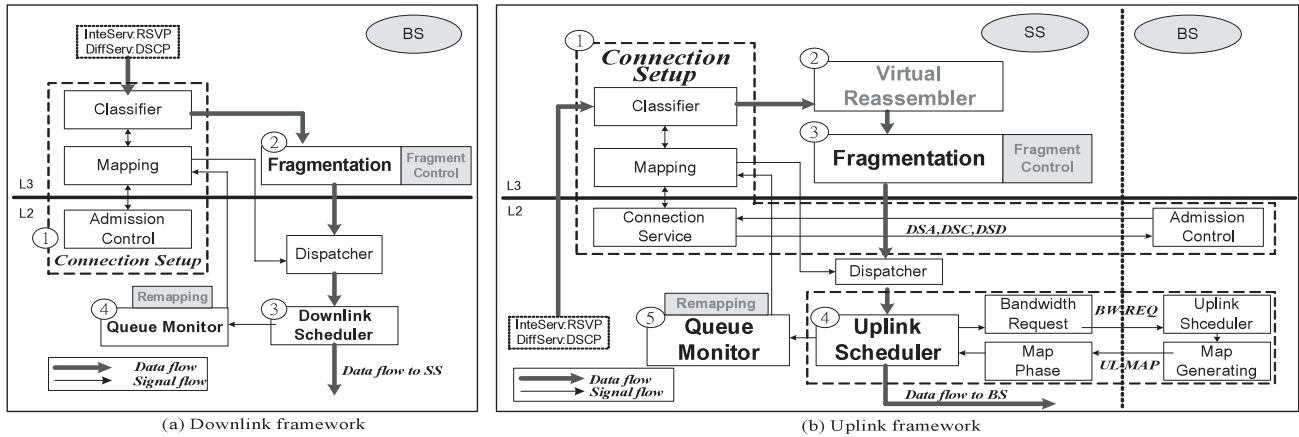 InteServ:RSVP
DiffServ:DSCP
BS
Classifier
2
Mapping
Fragmentation
Fragment
Control
L3
L2
Admission
Control
1
Connection Setup
Dispatcher
Remapping
4
Queue Monitor
3
Downlink
Scheduler
Data flow
Signal flow
Data flow to SS
(a) Downlink framework
1
Connection
Setup
SS
BS
2
Virtual
Reassembler
Classifier
3
Mapping
Fragmentation
Fragment
Control
L3
L2
Connection
Service
DSA,DSC,DSD
Admission
Control
Dispatcher
InteServ:RSVP
DiffServ:DSCP
Remapping
5
Queue
Monitor
4
Uplink
Scheduler
Bandwidth
Request
BW-REQ
Uplink
Shceduler
Map
Phase
UL-MAP
Map
Generating
Data flow
Signal flow
Data flow to BS
(b) Uplink framework